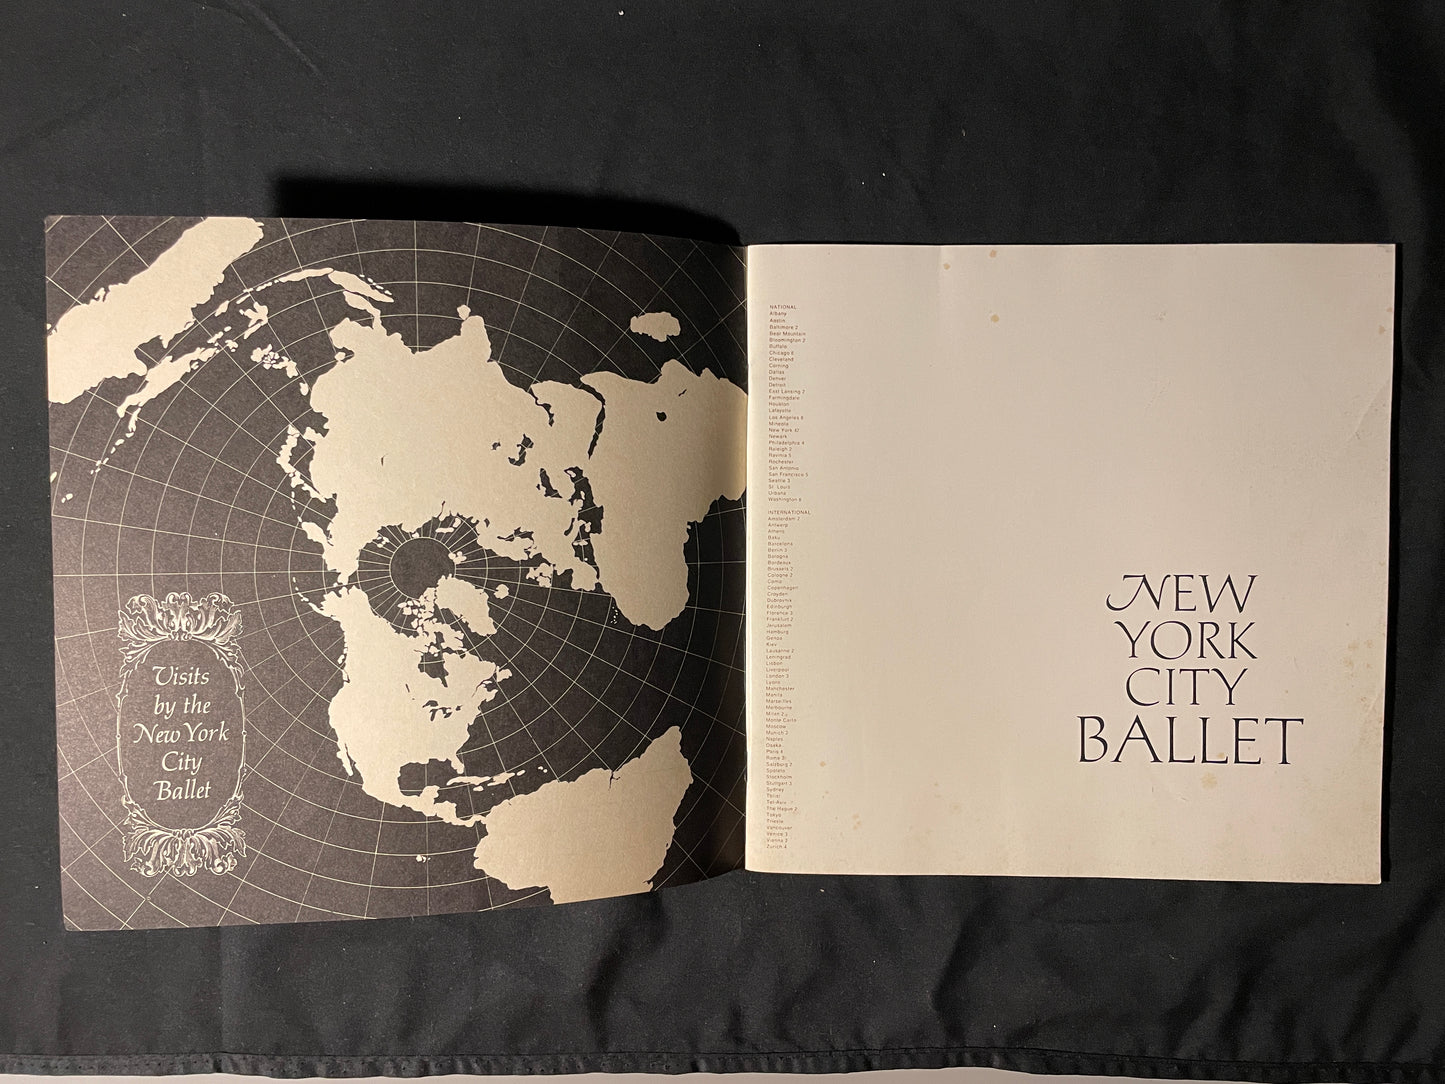 Visits
by the
New York
City
Ballet
NATIONAL
Albany
Austin
Baltimore 2
Bear Mountain
Bloomington 2
Buffalo
Chicago 6
Cleveland
Corning
Dallas
Denver
Detroit
East Lansing 2
Farmingdale
Houston
Lafayette
Los Angeles 8
Mineola
New York 47
Newark
Philadelphia 4
Raleigh 2
Ravinia 5
Rochester
San Antonio
San Francisco 5
Seattle 3
St. Louis
Urbana
Washington 6
INTERNATIONAL
Amsterdam 2
Antwerp
Athens
Baku
Barcelona
Berlin 3
Bologna
Bordeaux
Brussels 2
Cologne 2
Como
Copenhagen
Croydon
Dubrovnik
Edinburgh
Florence 3
Frankfurt 2
Jerusalem
Hamburg
Genoa
Kiev
Lausanne 2
Leningrad
Lisbon
Liverpool
London 3
Lyons
Manchester
Manila
Marseilles
Melbourne
Milan 2
Monte Carlo
Moscow
Munich 2
Naples
Osaka
Paris 4
Rome 3
Salzburg 2
Spoleto
Stockholm
Stuttgart 3
Sydney
Tbilisi
Tel-Aviv
The Hague 2
Tokyo
Trieste
Vancouver
Venice 3
Vienna 2
Zurich 4
NEW
YORK
CITY
BALLET